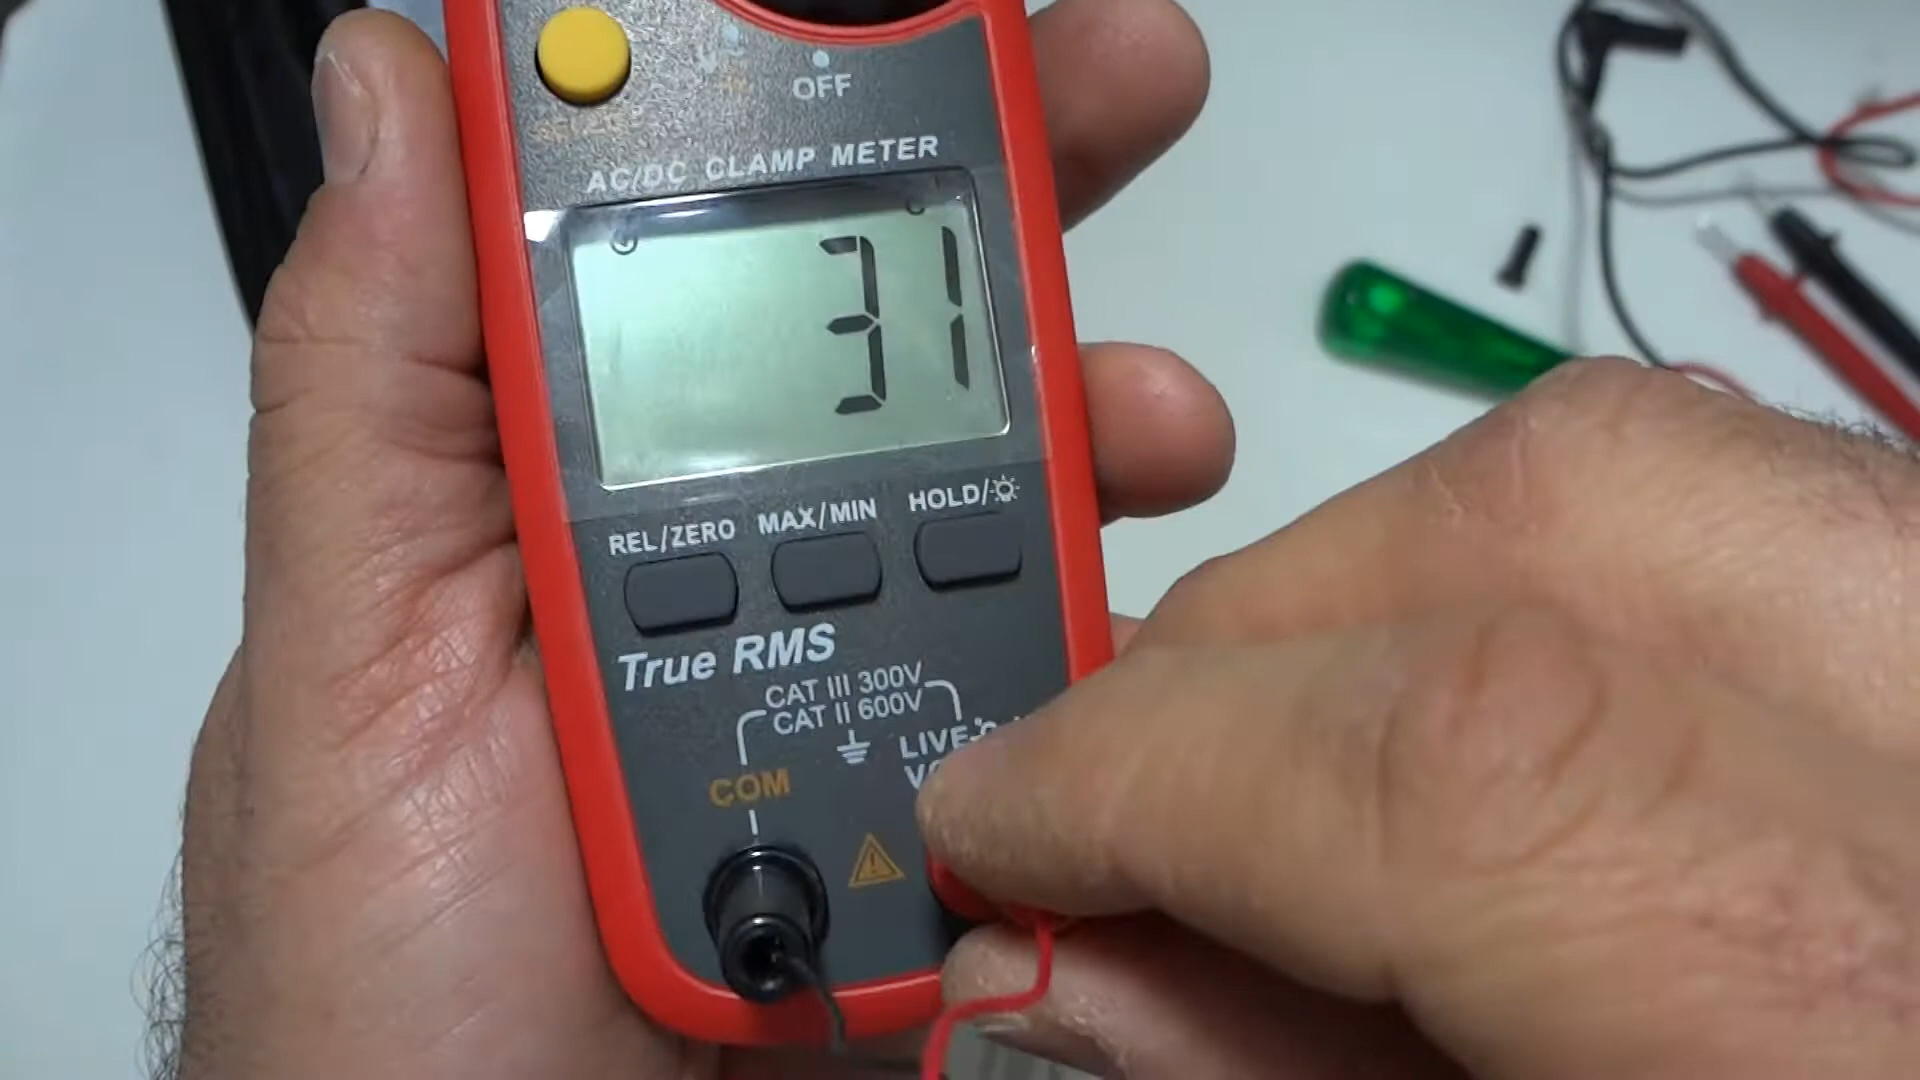 OFF
AC/DC CLAMP METER
C
31
REL/ZERO MAX/MIN HOLD/
True RMS
CAT III 300V
CAT II 600V
LIVE
COM